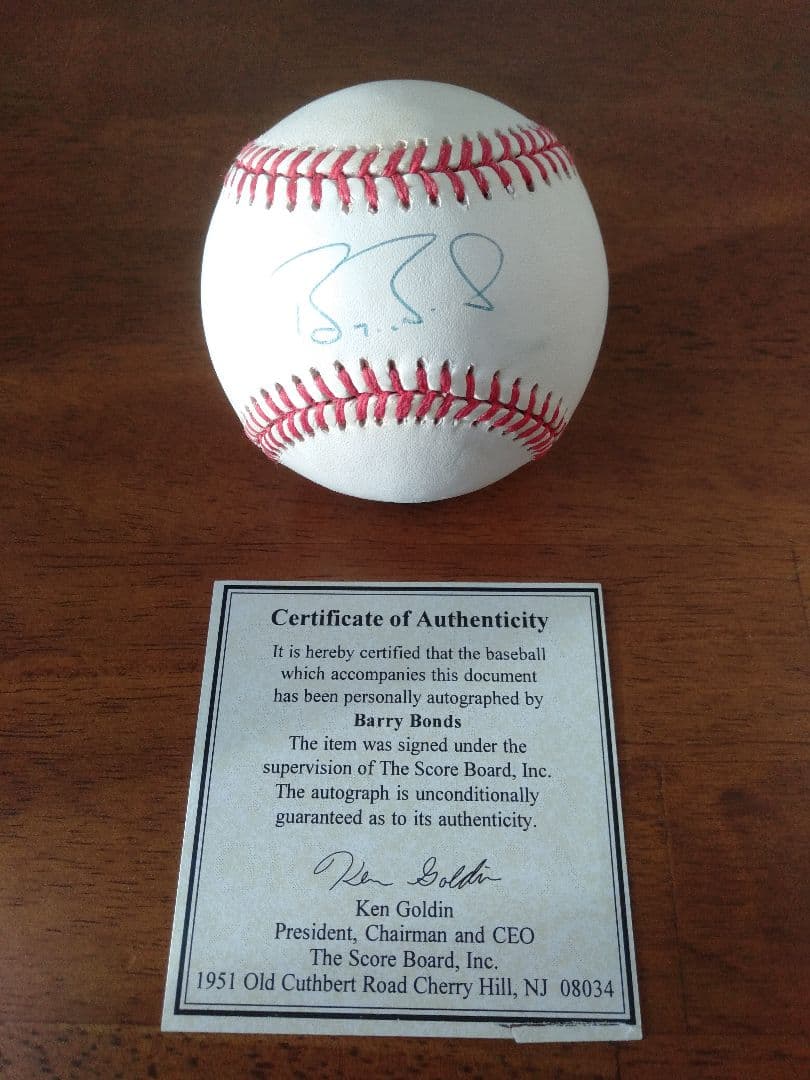 Certificate of Authenticity
It is hereby certified that the baseball
which accompanies this document
has been personally autographed by
Barry Bonds
The item was signed under the
supervision of The Score Board, Inc.
The autograph is unconditionally
guaranteed as to its authenticity.
Ken Goldin
Ken Goldin
President, Chairman and CEO
The Score Board, Inc.
1951 Old Cuthbert Road Cherry Hill, NJ 08034